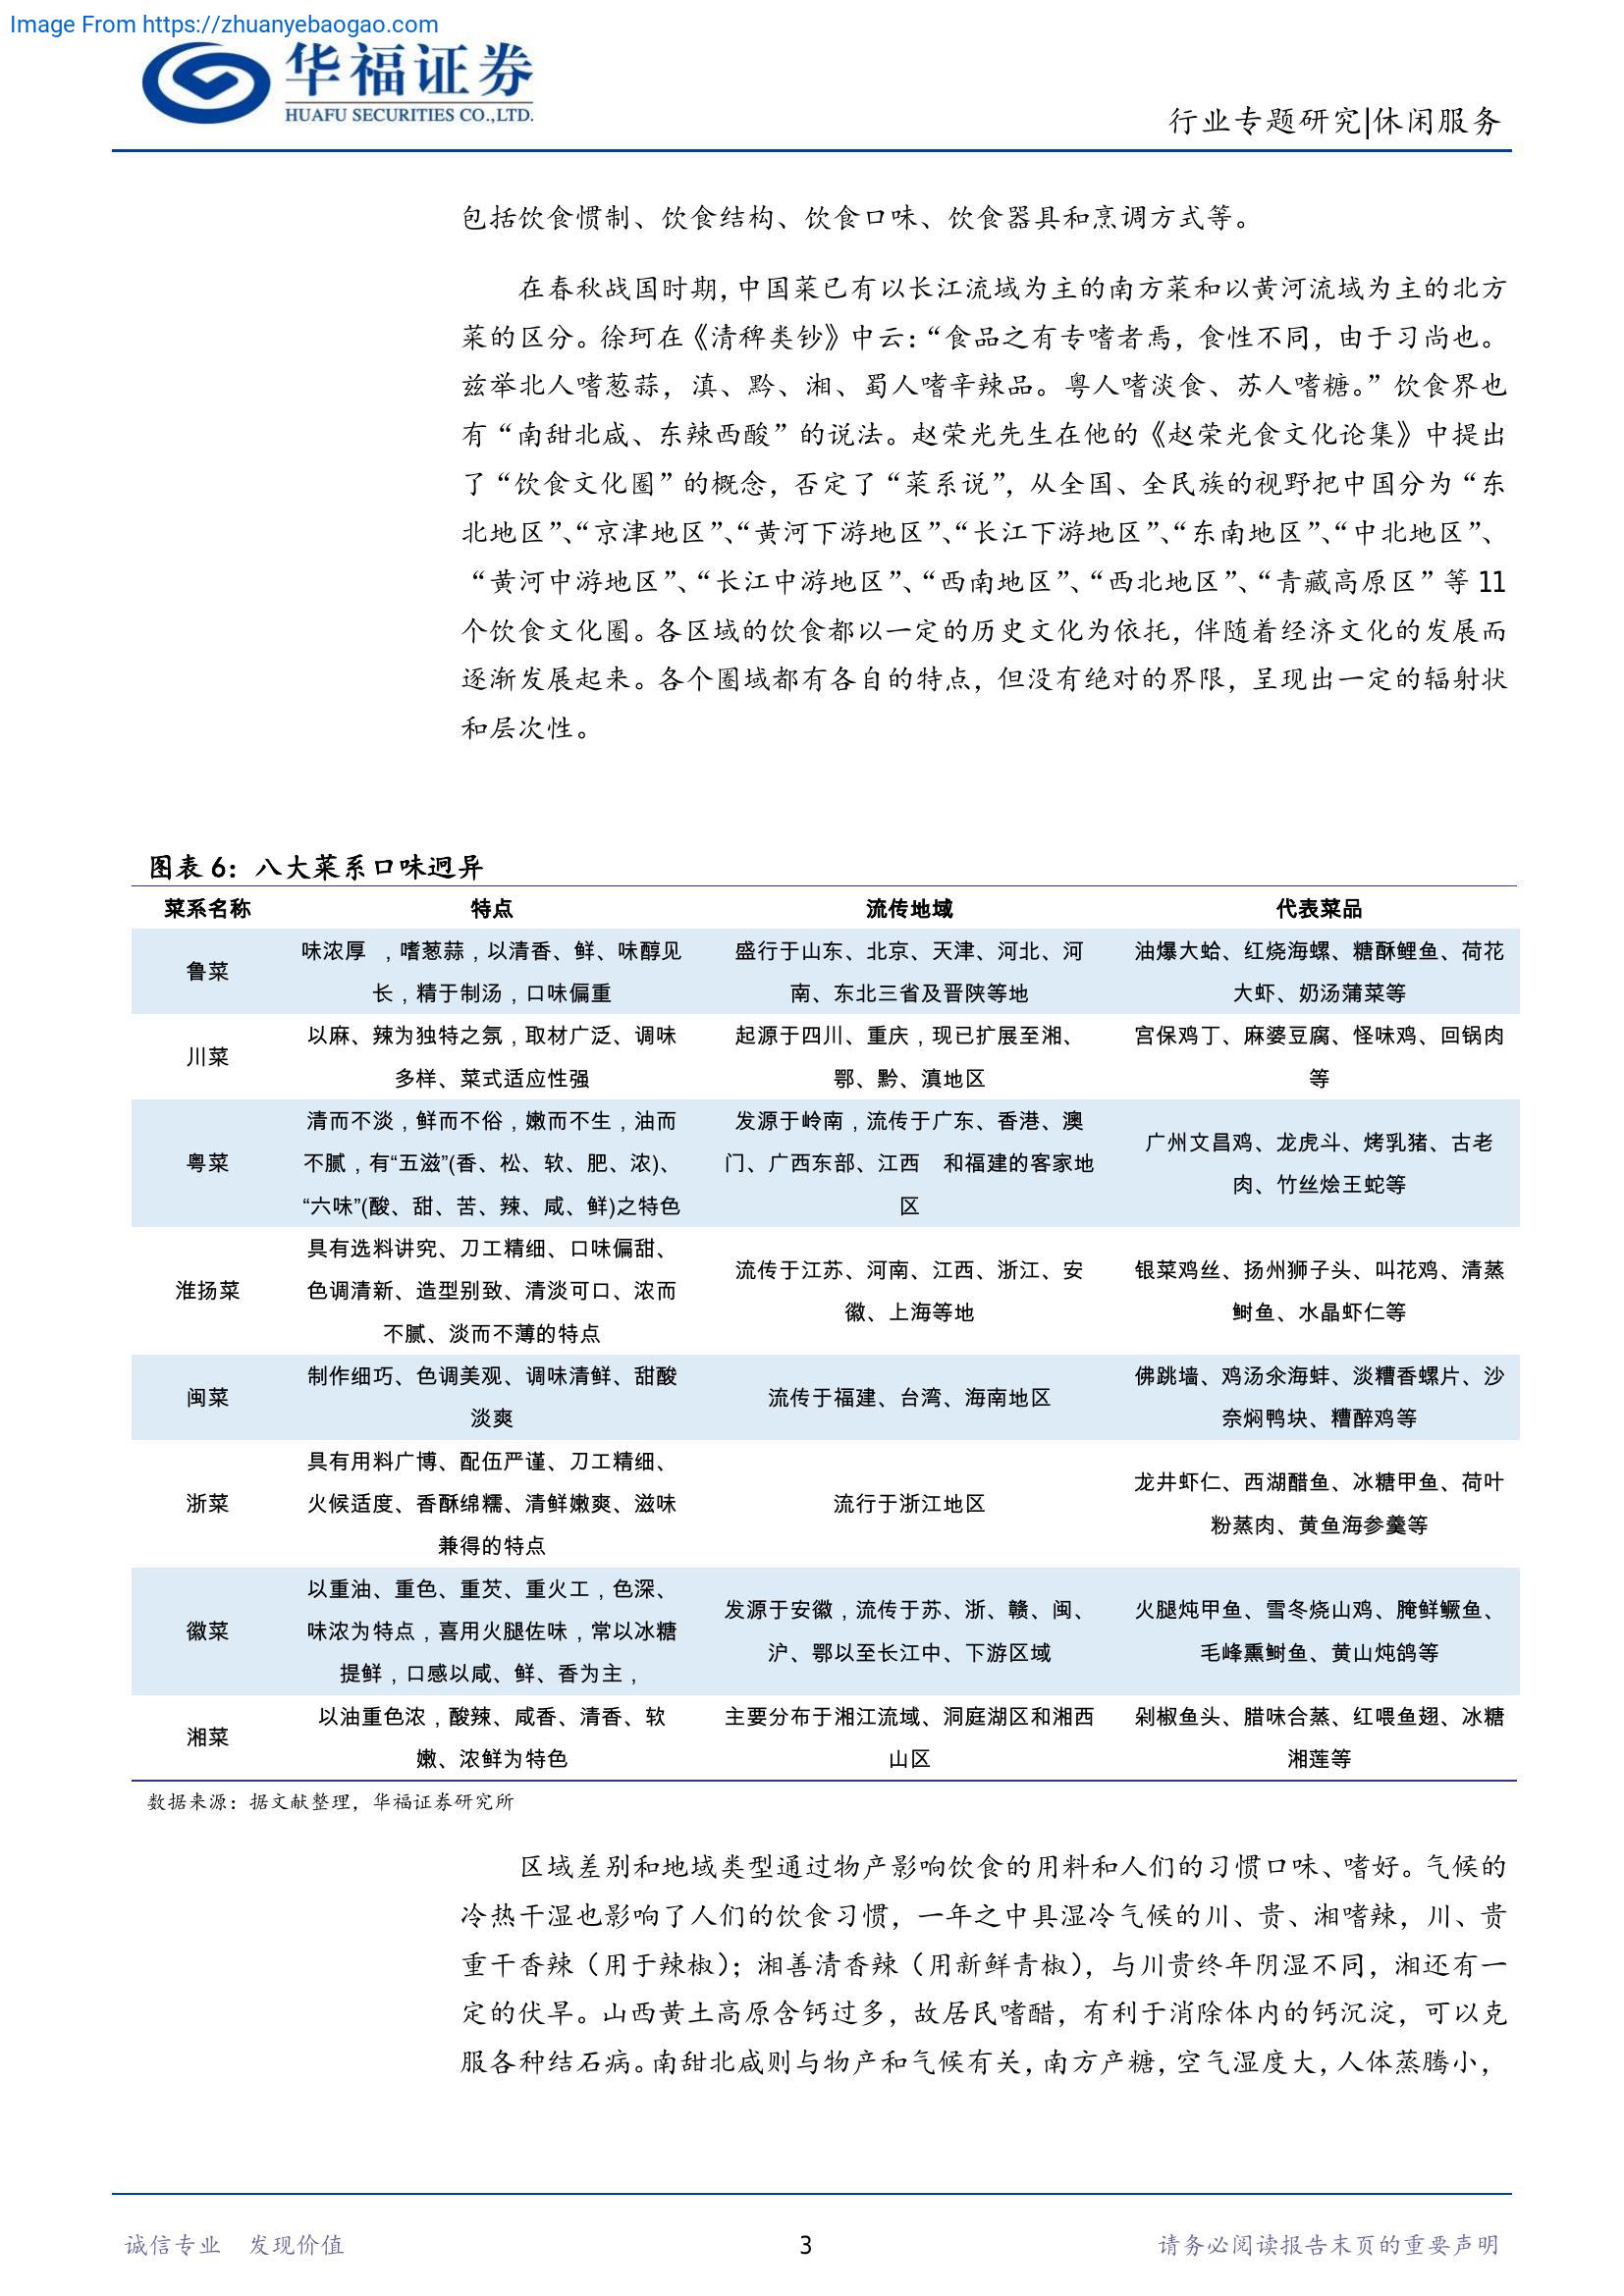 Image From https://zhuanyebaogao.com
华福证券
HUAFU SECURITIES CO.,LTD.
行业专题研究|休闲服务
包括饮食惯制、饮食结构、饮食口味、饮食器具和烹调方式等。
在春秋战国时期，中国菜已有以长江流域为主的南方菜和以黄河流域为主的北方
菜的区分。徐珂在《清稗类钞》中云：“食品之有专嗜者焉，食性不同，由于习尚也。
兹举北人嗜葱蒜，滇、黔、湘、蜀人嗜辛辣品。粤人嗜淡食、苏人嗜糖。”饮食界也
有“南甜北咸、东辣西酸”的说法。赵荣光先生在他的《赵荣光食文化论集》中提出
了“饮食文化圈”的概念，否定了“菜系说”，从全国、全民族的视野把中国分为“东
北地区”、“京津地区”、“黄河下游地区”、“长江下游地区”、“东南地区”、“中北地区”、
“黄河中游地区”、“长江中游地区”、“西南地区”、“西北地区”、“青藏高原区”等 11
个饮食文化圈。各区域的饮食都以一定的历史文化为依托，伴随着经济文化的发展而
逐渐发展起来。各个圈域都有各自的特点，但没有绝对的界限，呈现出一定的辐射状
和层次性。
图表 6：八大菜系口味迥异
菜系名称 特点 流传地域 代表菜品
鲁菜
味浓厚 ，嗜葱蒜，以清香、鲜、味醇见
长，精于制汤，口味偏重
盛行于山东、北京、天津、河北、河
南、东北三省及晋陕等地
油爆大蛤、红烧海螺、糖酥鲤鱼、荷花
大虾、奶汤蒲菜等
川菜
以麻、辣为独特之氛，取材广泛、调味
多样、菜式适应性强
起源于四川、重庆，现已扩展至湘、
鄂、黔、滇地区
宫保鸡丁、麻婆豆腐、怪味鸡、回锅肉
等
粤菜
清而不淡，鲜而不俗，嫩而不生，油而
不腻，有“五滋”(香、松、软、肥、浓)、
“六味”(酸、甜、苦、辣、咸、鲜)之特色
发源于岭南，流传于广东、香港、澳
门、广西东部、江西 和福建的客家地
区
广州文昌鸡、龙虎斗、烤乳猪、古老
肉、竹丝烩王蛇等
淮扬菜
具有选料讲究、刀工精细、口味偏甜、
色调清新、造型别致、清淡可口、浓而
不腻、淡而不薄的特点
流传于江苏、河南、江西、浙江、安
徽、上海等地
银菜鸡丝、扬州狮子头、叫花鸡、清蒸
鲥鱼、水晶虾仁等
闽菜
制作细巧、色调美观、调味清鲜、甜酸
淡爽
流传于福建、台湾、海南地区
佛跳墙、鸡汤汆海蚌、淡糟香螺片、沙
奈焖鸭块、糟醉鸡等
浙菜
具有用料广博、配伍严谨、刀工精细、
火候适度、香酥绵糯、清鲜嫩爽、滋味
兼得的特点
流行于浙江地区
龙井虾仁、西湖醋鱼、冰糖甲鱼、荷叶
粉蒸肉、黄鱼海参羹等
徽菜
以重油、重色、重芡、重火工，色深、
味浓为特点，喜用火腿佐味，常以冰糖
提鲜，口感以咸、鲜、香为主，
发源于安徽，流传于苏、浙、赣、闽、
沪、鄂以至长江中、下游区域
火腿炖甲鱼、雪冬烧山鸡、腌鲜鳜鱼、
毛峰熏鲥鱼、黄山炖鸽等
湘菜
以油重色浓，酸辣、咸香、清香、软
嫩、浓鲜为特色
主要分布于湘江流域、洞庭湖区和湘西
山区
剁椒鱼头、腊味合蒸、红喂鱼翅、冰糖
湘莲等
数据来源：据文献整理，华福证券研究所
区域差别和地域类型通过物产影响饮食的用料和人们的习惯口味、嗜好。气候的
冷热干湿也影响了人们的饮食习惯，一年之中具湿冷气候的川、贵、湘嗜辣，川、贵
重干香辣（用于辣椒）；湘善清香辣（用新鲜青椒），与川贵终年阴湿不同，湘还有一
定的伏旱。山西黄土高原含钙过多，故居民嗜醋，有利于消除体内的钙沉淀，可以克
服各种结石病。南甜北咸则与物产和气候有关，南方产糖，空气湿度大，人体蒸腾小，
诚信专业 发现价值
3
请务必阅读报告末页的重要声明